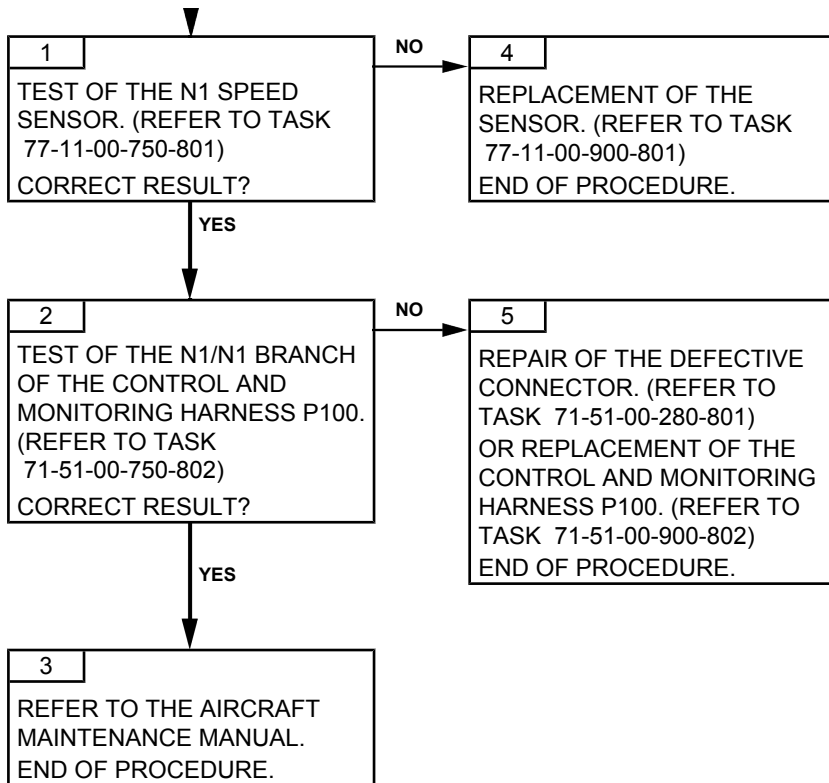 1
TEST OF THE N1 SPEED
SENSOR. (REFER TO TASK
77-11-00-750-801)
CORRECT RESULT?
NO
4
REPLACEMENT OF THE
SENSOR. (REFER TO TASK
77-11-00-900-801)
END OF PROCEDURE.
YES
2
TEST OF THE N1/N1 BRANCH
OF THE CONTROL AND
MONITORING HARNESS P100.
(REFER TO TASK
71-51-00-750-802)
CORRECT RESULT?
NO
5
REPAIR OF THE DEFECTIVE
CONNECTOR. (REFER TO
TASK 71-51-00-280-801)
OR REPLACEMENT OF THE
CONTROL AND MONITORING
HARNESS P100. (REFER TO
TASK 71-51-00-900-802)
END OF PROCEDURE.
YES
3
REFER TO THE AIRCRAFT
MAINTENANCE MANUAL.
END OF PROCEDURE.